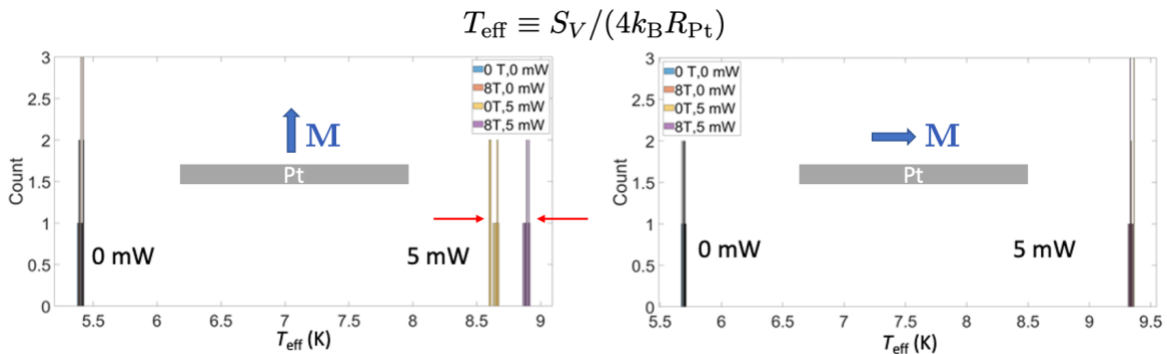 T_eff ≡ S_V/(4k_B R_Pt)
3
2.5
2
1.5
1
0.5
0
Count
0 T,0 mW
8T,0 mW
0T,5 mW
8T,5 mW
M
Pt
0 mW
5 mW
5.5 6 6.5 7 7.5 8 8.5 9
T_eff (K)
3
2.5
2
1.5
1
0.5
0
Count
0 T,0 mW
8T,0 mW
0T,5 mW
8T,5 mW
M
Pt
0 mW
5 mW
5.5 6 6.5 7 7.5 8 8.5 9 9.5
T_eff (K)